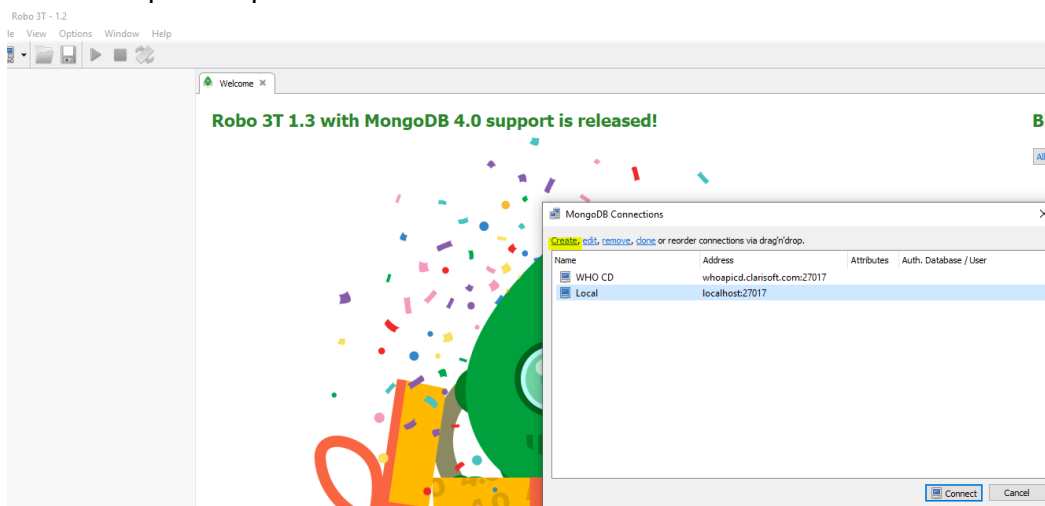 Robo 3T - 1.2
le View Options Window Help
Welcome
Robo 3T 1.3 with MongoDB 4.0 support is released!
B
All
MongoDB Connections
Create, edit, remove, clone or reorder connections via drag'n'drop.
Name Address Attributes Auth. Database / User
WHO CD whoapicd.clarisoft.com:27017
Local localhost:27017
Connect Cancel